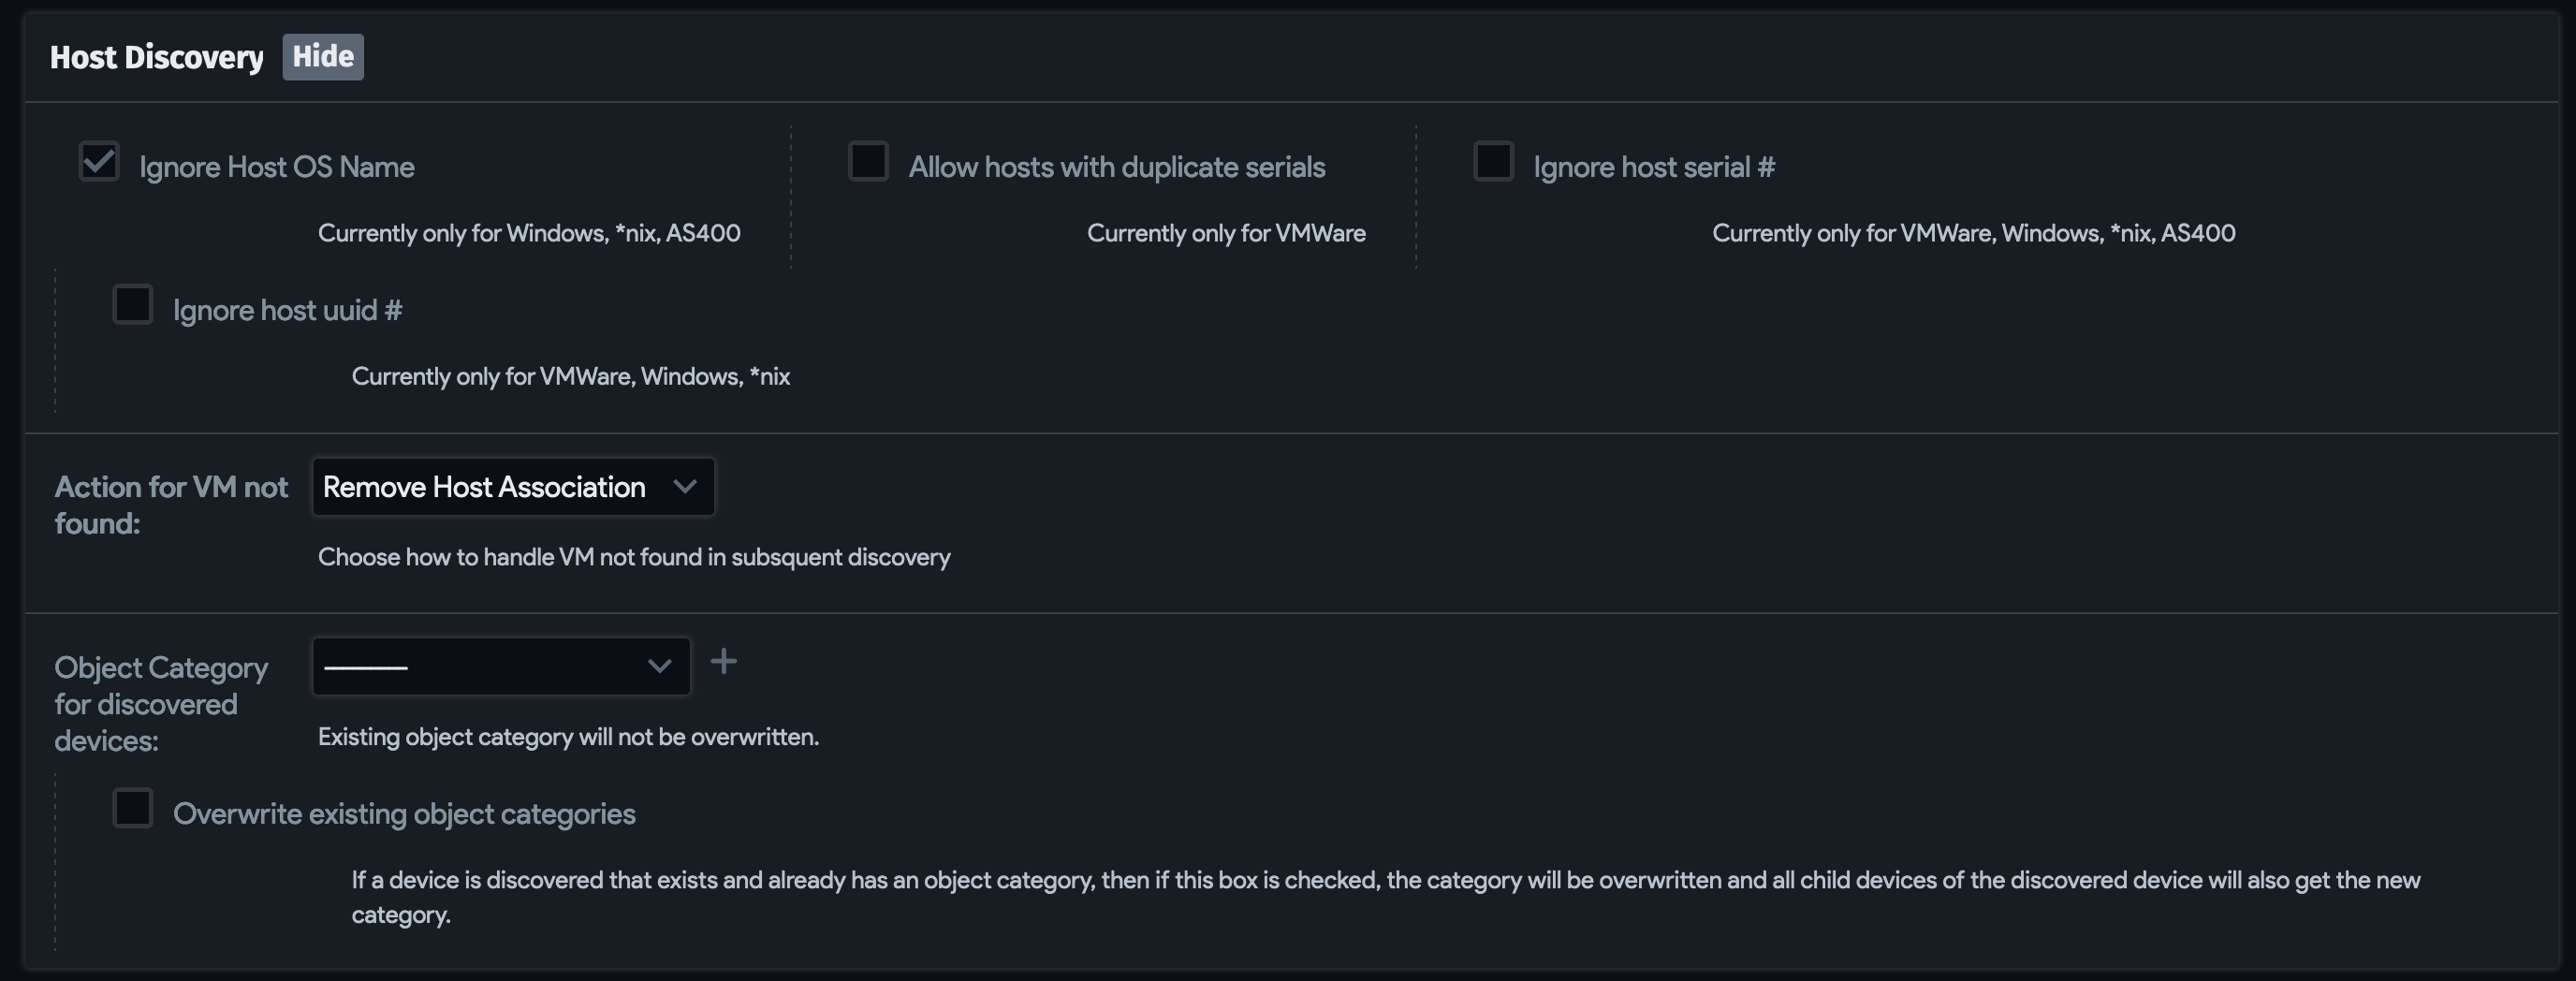 Host Discovery Hide
Ignore Host OS Name
Currently only for Windows, *nix, AS400
Allow hosts with duplicate serials
Currently only for VMWare
Ignore host serial #
Currently only for VMWare, Windows, *nix, AS400
Ignore host uuid #
Currently only for VMWare, Windows, *nix
Action for VM not
found:
Remove Host Association
Choose how to handle VM not found in subsquent discovery
Object Category
for discovered
devices:
---------
Existing object category will not be overwritten.
Overwrite existing object categories
If a device is discovered that exists and already has an object category, then if this box is checked, the category will be overwritten and all child devices of the discovered device will also get the new
category.